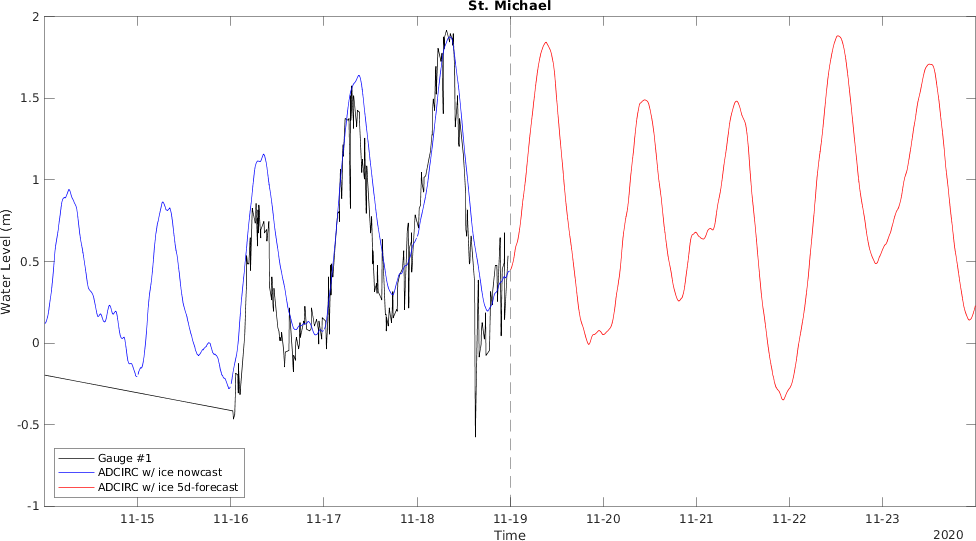 St. Michael
2
1.5
1
0.5
0
-0.5
-1
Water Level (m)
Gauge #1
ADCIRC w/ ice nowcast
ADCIRC w/ ice 5d-forecast
11-15 11-16 11-17 11-18 11-19 11-20 11-21 11-22 11-23
Time
2020